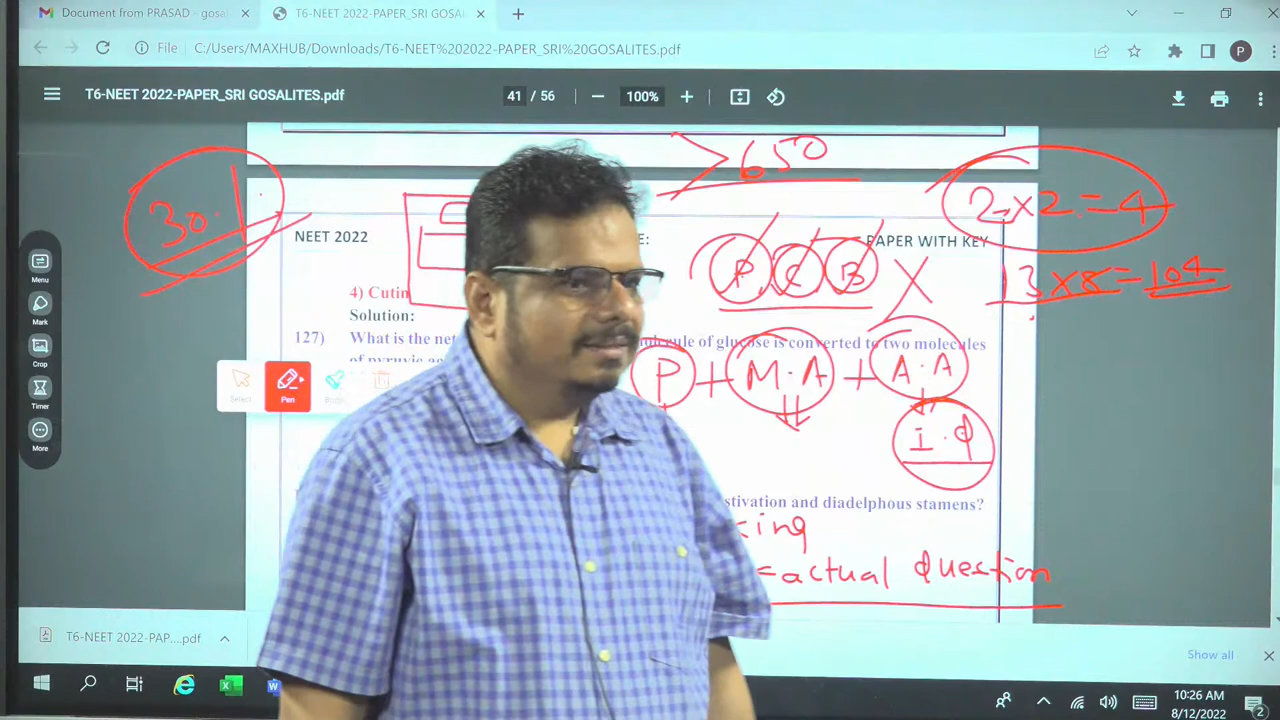 Document from PRASAD - gosa
T6-NEET 2022-PAPER_SRI GOSAL
File
C:/Users/MAXHUB/Downloads/T6-NEET%202022-PAPER_SRI%20GOSALITES.pdf
P
T6-NEET 2022-PAPER_SRI GOSALITES.pdf
41 / 56
100%
> 650
30.1
2x2=4
NEET 2022
E:
PAPER WITH KEY
P C B X
13x8=104
4) Cutin
Solution:
127) What is the net
olecule of glucose is converted to two molecules
P + M.A + A.A
Select
Pen
I.Q
Menu
Mark
Crop
Timer
More
stivation and diadelphous stamens?
king
actual Question
T6-NEET 2022-PAP....pdf
Show all
10:26 AM
8/12/2022
2